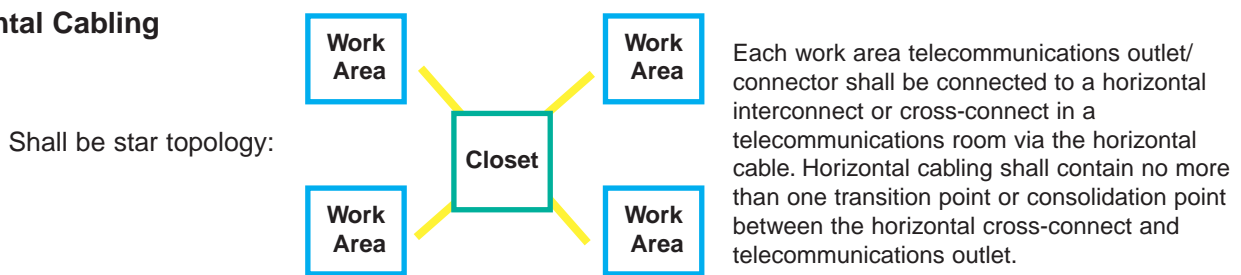 ntal Cabling
Shall be star topology:
Work
Area
Work
Area
Closet
Work
Area
Work
Area
Each work area telecommunications outlet/
connector shall be connected to a horizontal
interconnect or cross-connect in a
telecommunications room via the horizontal
cable. Horizontal cabling shall contain no more
than one transition point or consolidation point
between the horizontal cross-connect and
telecommunications outlet.